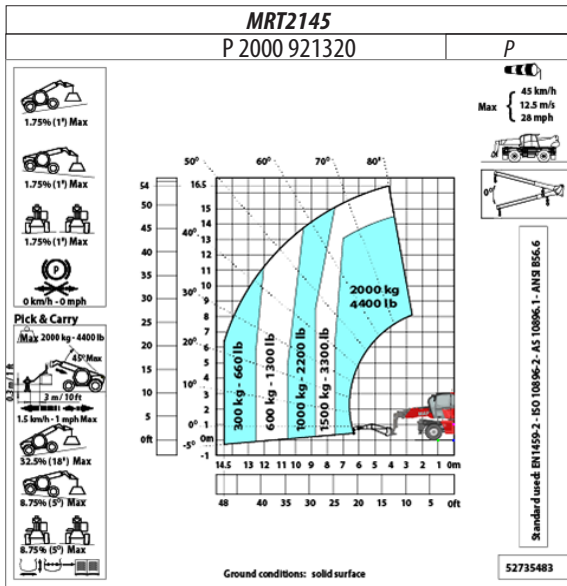 MRT2145
P 2000 921320
P
1.75% (1°) Max
1.75% (1°) Max
1.75% (1°) Max
P
0 km/h - 0 mph
Pick & Carry
Max 2000 kg - 4400 lb
45° Max
0.3 m / 1 ft
3 m / 10 ft
1.5 km/h - 1 mph Max
32.5% (18°) Max
8.75% (5°) Max
8.75% (5°) Max
50°
60°
70°
80°
40°
30°
20°
10°
0°
-5°
54
50
45
40
35
30
25
20
15
10
5
0ft
16.5
15
14
13
12
11
10
9
8
7
6
5
4
3
2
1
0m
-1
300 kg - 660 lb
600 kg - 1300 lb
1000 kg - 2200 lb
1500 kg - 3300 lb
2000 kg
4400 lb
14.5 13 12 11 10 9 8 7 6 5 4 3 2 1 0m
48 40 35 30 25 20 15 10 5 0ft
Ground conditions: solid surface
Max
45 km/h
12.5 m/s
28 mph
0°
Standard used: EN1459-2 - ISO 10896-2 - AS 10896.1 - ANSI B56.6
52735483